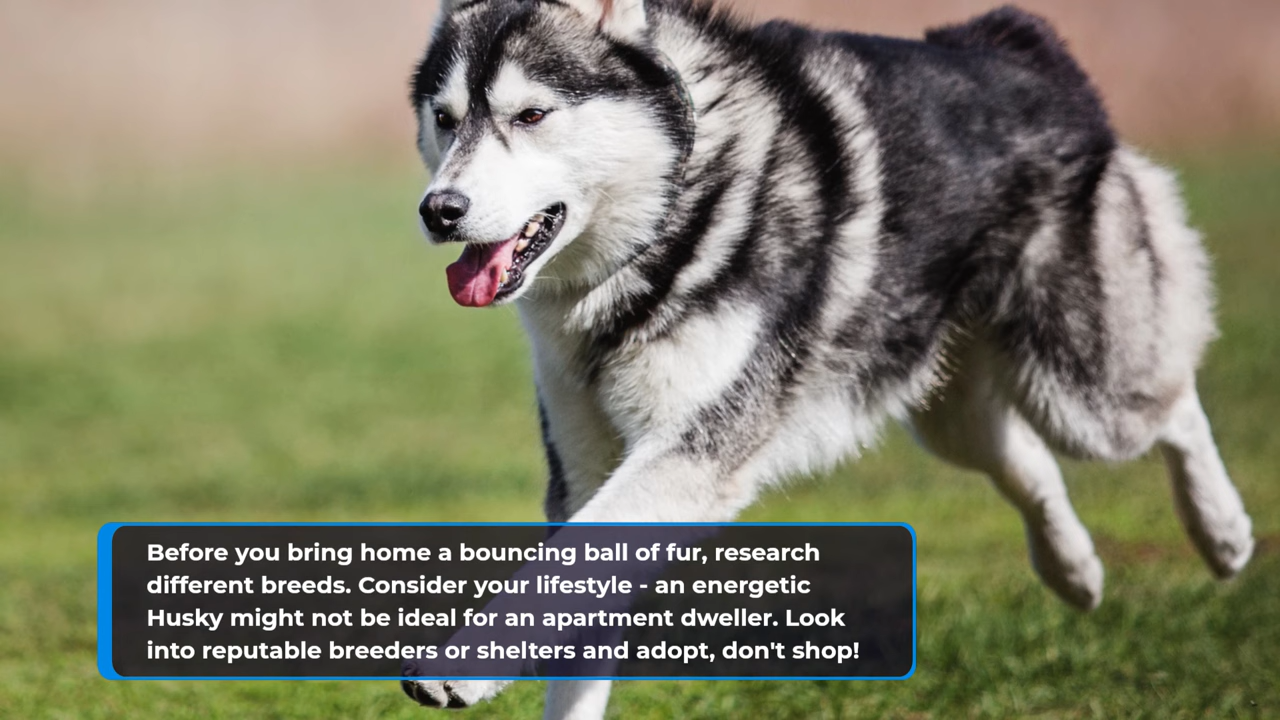 Before you bring home a bouncing ball of fur, research
different breeds. Consider your lifestyle - an energetic
Husky might not be ideal for an apartment dweller. Look
into reputable breeders or shelters and adopt, don't shop!